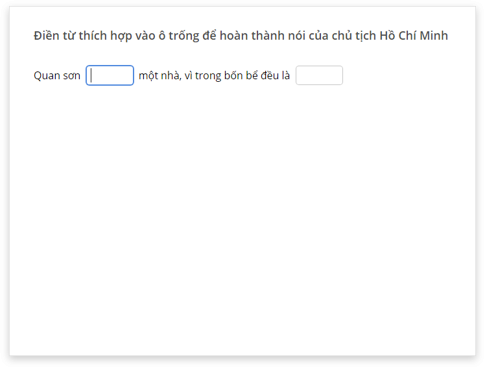 Điền từ thích hợp vào ô trống để hoàn thành nói của chủ tịch Hồ Chí Minh
Quan sơn một nhà, vì trong bốn bể đều là